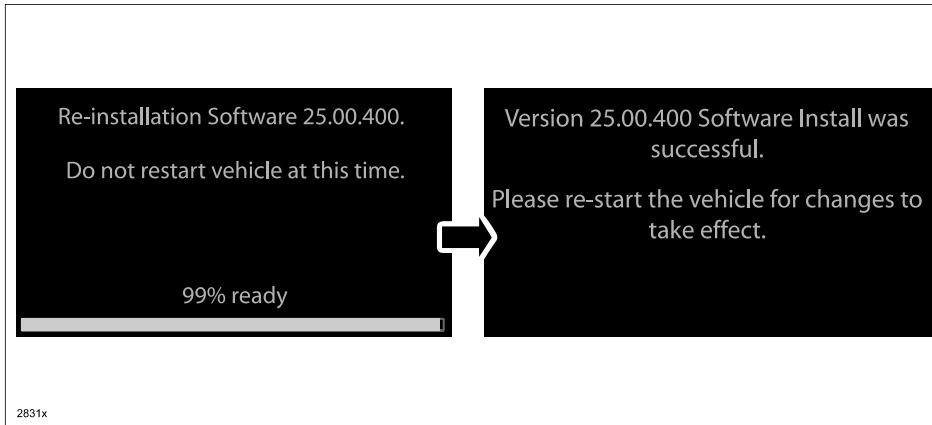 Re-installation Software 25.00.400.
Do not restart vehicle at this time.
99% ready
Version 25.00.400 Software Install was
successful.
Please re-start the vehicle for changes to
take effect.
2831x